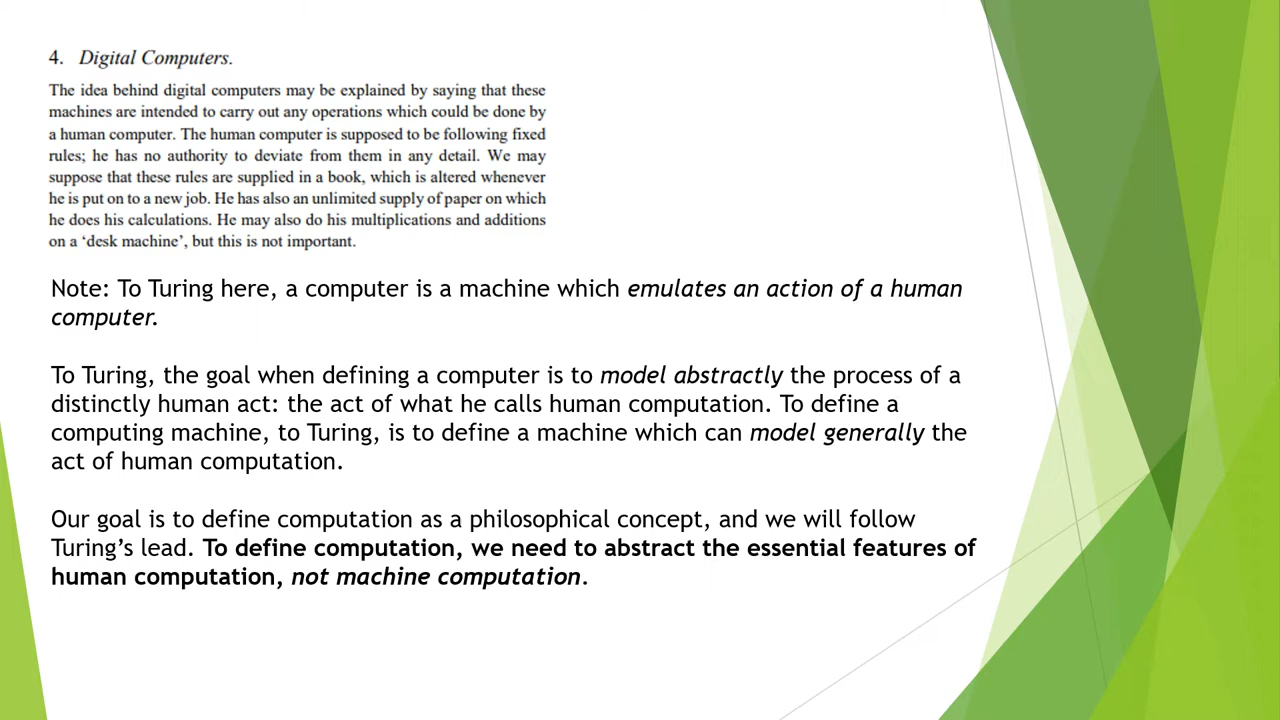 4. Digital Computers.
The idea behind digital computers may be explained by saying that these
machines are intended to carry out any operations which could be done by
a human computer. The human computer is supposed to be following fixed
rules; he has no authority to deviate from them in any detail. We may
suppose that these rules are supplied in a book, which is altered whenever
he is put on to a new job. He has also an unlimited supply of paper on which
he does his calculations. He may also do his multiplications and additions
on a ‘desk machine’, but this is not important.
Note: To Turing here, a computer is a machine which emulates an action of a human
computer.
To Turing, the goal when defining a computer is to model abstractly the process of a
distinctly human act: the act of what he calls human computation. To define a
computing machine, to Turing, is to define a machine which can model generally the
act of human computation.
Our goal is to define computation as a philosophical concept, and we will follow
Turing’s lead. To define computation, we need to abstract the essential features of
human computation, not machine computation.